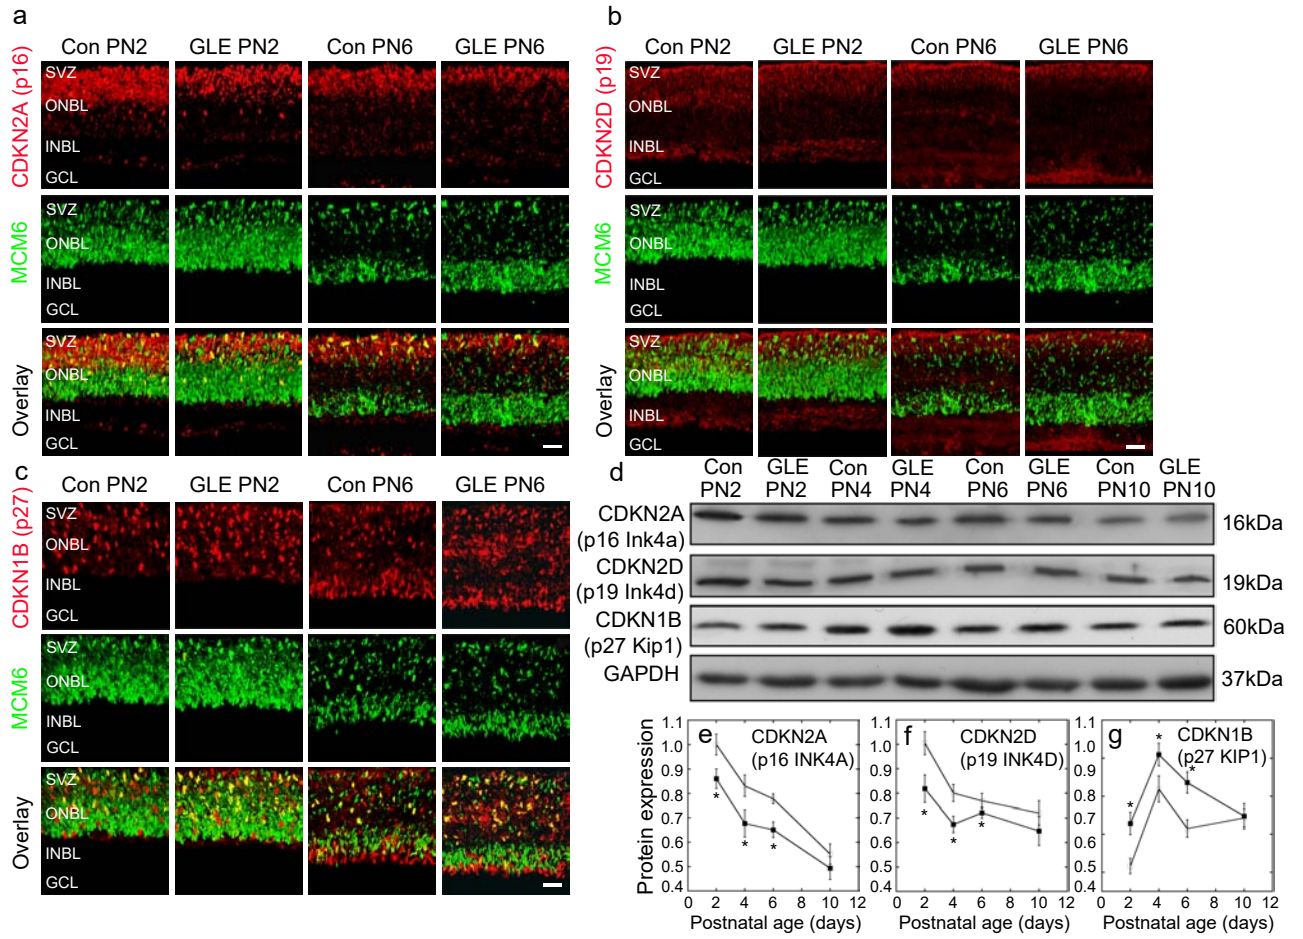 a
Con PN2 GLE PN2 Con PN6 GLE PN6
CDKN2A (p16)
SVZ
ONBL
INBL
GCL
MCM6
SVZ
ONBL
INBL
GCL
Overlay
SVZ
ONBL
INBL
GCL
b
Con PN2 GLE PN2 Con PN6 GLE PN6
CDKN2D (p19)
SVZ
ONBL
INBL
GCL
MCM6
SVZ
ONBL
INBL
GCL
Overlay
SVZ
ONBL
INBL
GCL
c
Con PN2 GLE PN2 Con PN6 GLE PN6
CDKN1B (p27)
SVZ
ONBL
INBL
GCL
MCM6
SVZ
ONBL
INBL
GCL
Overlay
SVZ
ONBL
INBL
GCL
d
Con GLE Con GLE Con GLE Con GLE
PN2 PN2 PN4 PN4 PN6 PN6 PN10 PN10
CDKN2A
(p16 Ink4a)
16kDa
CDKN2D
(p19 Ink4d)
19kDa
CDKN1B
(p27 Kip1)
60kDa
GAPDH
37kDa
Protein expression
e
CDKN2A
(p16 INK4A)
1.1
1.0
0.9
0.8
0.7
0.6
0.5
0.4
* * *
0 2 4 6 8 10 12
Postnatal age (days)
f
CDKN2D
(p19 INK4D)
1.1
1.0
0.9
0.8
0.7
0.6
0.5
0.4
* * *
0 2 4 6 8 10 12
Postnatal age (days)
g
CDKN1B
(p27 KIP1)
1.1
1.0
0.9
0.8
0.7
0.6
0.5
0.4
* * *
0 2 4 6 8 10 12
Postnatal age (days)